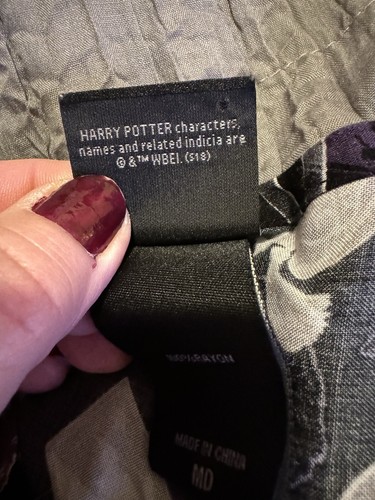 HARRY POTTER characters,
names and related indicia are
© &™ WBEI. (S18)
MADE IN CHINA
MD